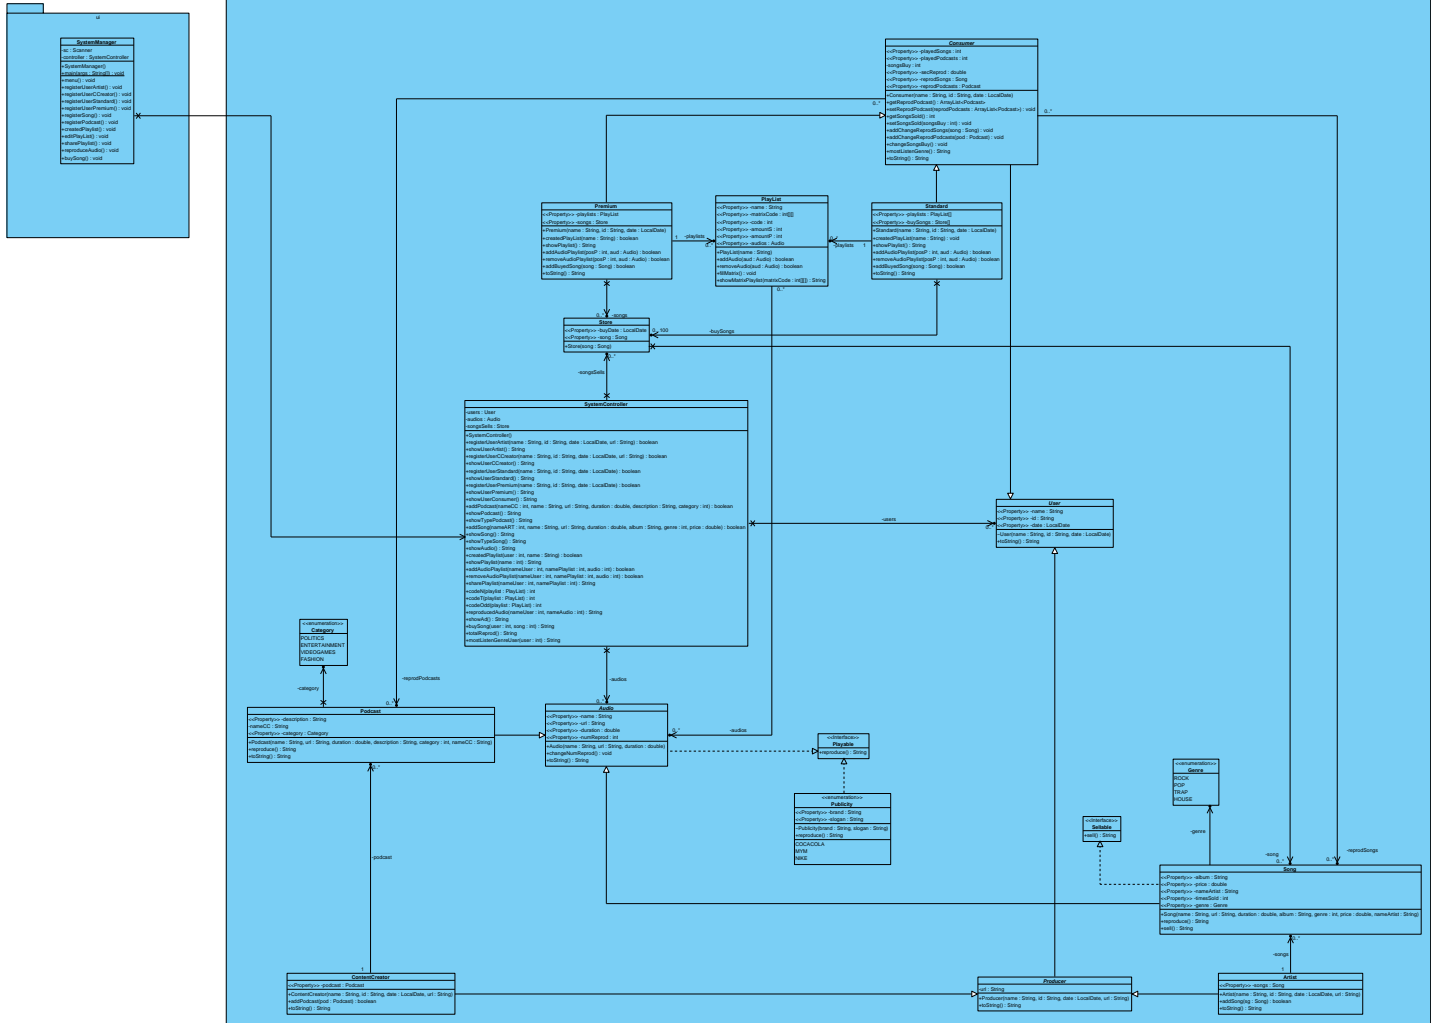 ui
SystemManager
-sc : Scanner
-controller : SystemController
+SystemManager()
+main(args : String[]) : void
+menu() : void
+registerUserArtist() : void
+registerUserCCreator() : void
+registerUserStandard() : void
+registerUserPremium() : void
+registerSong() : void
+registerPodcast() : void
+createdPlaylist() : void
+editPlayList() : void
+sharePlaylist() : void
+reproduceAudio() : void
+buySong() : void
Consumer
<<Property>> -playedSongs : int
<<Property>> -playedPodcasts : int
-songsBuy : int
<<Property>> -secReprod : double
<<Property>> -reprodSongs : Song
<<Property>> -reprodPodcasts : Podcast
+Consumer(name : String, id : String, date : LocalDate)
+getReprodPodcast() : ArrayList<Podcast>
+setReprodPodcast(reprodPodcasts : ArrayList<Podcast>) : void
+getSongsSold() : int
+setSongsSold(songsBuy : int) : void
+addChangeReprodSongs(song : Song) : void
+addChangeReprodPodcasts(pod : Podcast) : void
+changeSongsBuy() : void
+mostListenGenre() : String
+toString() : String
0..*
0..*
Premium
<<Property>> -playlists : PlayList
<<Property>> -songs : Store
+Premium(name : String, id : String, date : LocalDate)
+createdPlayList(name : String) : boolean
+showPlaylist() : String
+addAudioPlaylist(posP : int, aud : Audio) : boolean
+removeAudioPlaylist(posP : int, aud : Audio) : boolean
+addBuyedSong(song : Song) : boolean
+toString() : String
1
-playlists
0..*
PlayList
<<Property>> -name : String
<<Property>> -matrixCode : int[][]
<<Property>> -code : int
<<Property>> -amountS : int
<<Property>> -amountP : int
<<Property>> -audios : Audio
+PlayList(name : String)
+addAudio(aud : Audio) : boolean
+removeAudio(aud : Audio) : boolean
+fillMatrix() : void
+showMatrixPlaylist(matrixCode : int[][]) : String
0..*
-playlists
1
Standard
<<Property>> -playlists : PlayList[]
<<Property>> -buySongs : Store[]
+Standard(name : String, id : String, date : LocalDate)
+createdPlayList(name : String) : void
+showPlaylist() : String
+addAudioPlaylist(posP : int, aud : Audio) : boolean
+removeAudioPlaylist(posP : int, aud : Audio) : boolean
+addBuyedSong(song : Song) : boolean
+toString() : String
0..*
-songs
Store
<<Property>> -buyDate : LocalDate
<<Property>> -song : Song
+Store(song : Song)
-buySongs
0..*
-songsSells
SystemController
-users : User
-audios : Audio
-songsSells : Store
+SystemController()
+registerUserArtist(name : String, id : String, date : LocalDate, url : String) : boolean
+showUserArtist() : String
+registerUserCCreator(name : String, id : String, date : LocalDate, url : String) : boolean
+showUserCCreator() : String
+registerUserStandard(name : String, id : String, date : LocalDate) : boolean
+showUserStandard() : String
+registerUserPremium(name : String, id : String, date : LocalDate) : boolean
+showUserPremium() : String
+showUserConsumer() : String
+addPodcast(nameCC : int, name : String, url : String, duration : double, description : String, category : int) : boolean
+showPodcast() : String
+showTypePodcast() : String
+addSong(nameART : int, name : String, url : String, duration : double, album : String, genre : int, price : double) : boolean
+showSong() : String
+showTypeSong() : String
+showAudio() : String
+createdPlaylist(user : int, name : String) : boolean
+showPlaylist(name : int) : String
+addAudioPlaylist(nameUser : int, namePlaylist : int, audio : int) : boolean
+removeAudioPlaylist(nameUser : int, namePlaylist : int, audio : int) : boolean
+sharePlaylist(nameUser : int, namePlaylist : int) : String
+codeN(playlist : PlayList) : int
+codeT(playlist : PlayList) : int
+codeOdd(playlist : PlayList) : int
+reproducedAudio(nameUser : int, nameAudio : int) : String
+showAd() : String
+buySong(user : int, song : int) : String
+totalReprod() : String
+mostListenGenreUser(user : int) : String
-users
User
<<Property>> -name : String
<<Property>> -id : String
<<Property>> -date : LocalDate
+User(name : String, id : String, date : LocalDate)
+toString() : String
<<enumeration>>
Category
POLITICS
ENTERTAINMENT
VIDEOGAMES
FASHION
-category
-reprodPodcasts
0..*
Podcast
<<Property>> -description : String
-nameCC : String
<<Property>> -category : Category
+Podcast(name : String, url : String, duration : double, description : String, category : int, nameCC : String)
+reproduce() : String
+toString() : String
0..*
-audios
0..*
Audio
<<Property>> -name : String
<<Property>> -url : String
<<Property>> -duration : double
<<Property>> -numReprod : int
+Audio(name : String, url : String, duration : double)
+changeNumReprod() : void
+toString() : String
0..*
-audios
<<Interface>>
Playable
+reproduce() : String
<<enumeration>>
Publicity
<<Property>> -brand : String
<<Property>> -slogan : String
-Publicity(brand : String, slogan : String)
+reproduce() : String
COCACOLA
MYM
NIKE
<<enumeration>>
Genre
ROCK
POP
TRAP
HOUSE
<<Interface>>
Sellable
+sell() : String
-genre
-song
0..*
-reprodSongs
0..*
Song
<<Property>> -album : String
<<Property>> -price : double
<<Property>> -nameArtist : String
<<Property>> -timesSold : int
<<Property>> -genre : Genre
+Song(name : String, url : String, duration : double, album : String, genre : int, price : double, nameArtist : String)
+reproduce() : String
+sell() : String
0..*
-songs
1
-podcast
1
ContentCreator
<<Property>> -podcast : Podcast
+ContentCreator(name : String, id : String, date : LocalDate, url : String)
+addPodcast(pod : Podcast) : boolean
+toString() : String
Producer
-url : String
+Producer(name : String, id : String, date : LocalDate, url : String)
+toString() : String
Artist
<<Property>> -songs : Song
+Artist(name : String, id : String, date : LocalDate, url : String)
+addSong(sg : Song) : boolean
+toString() : String